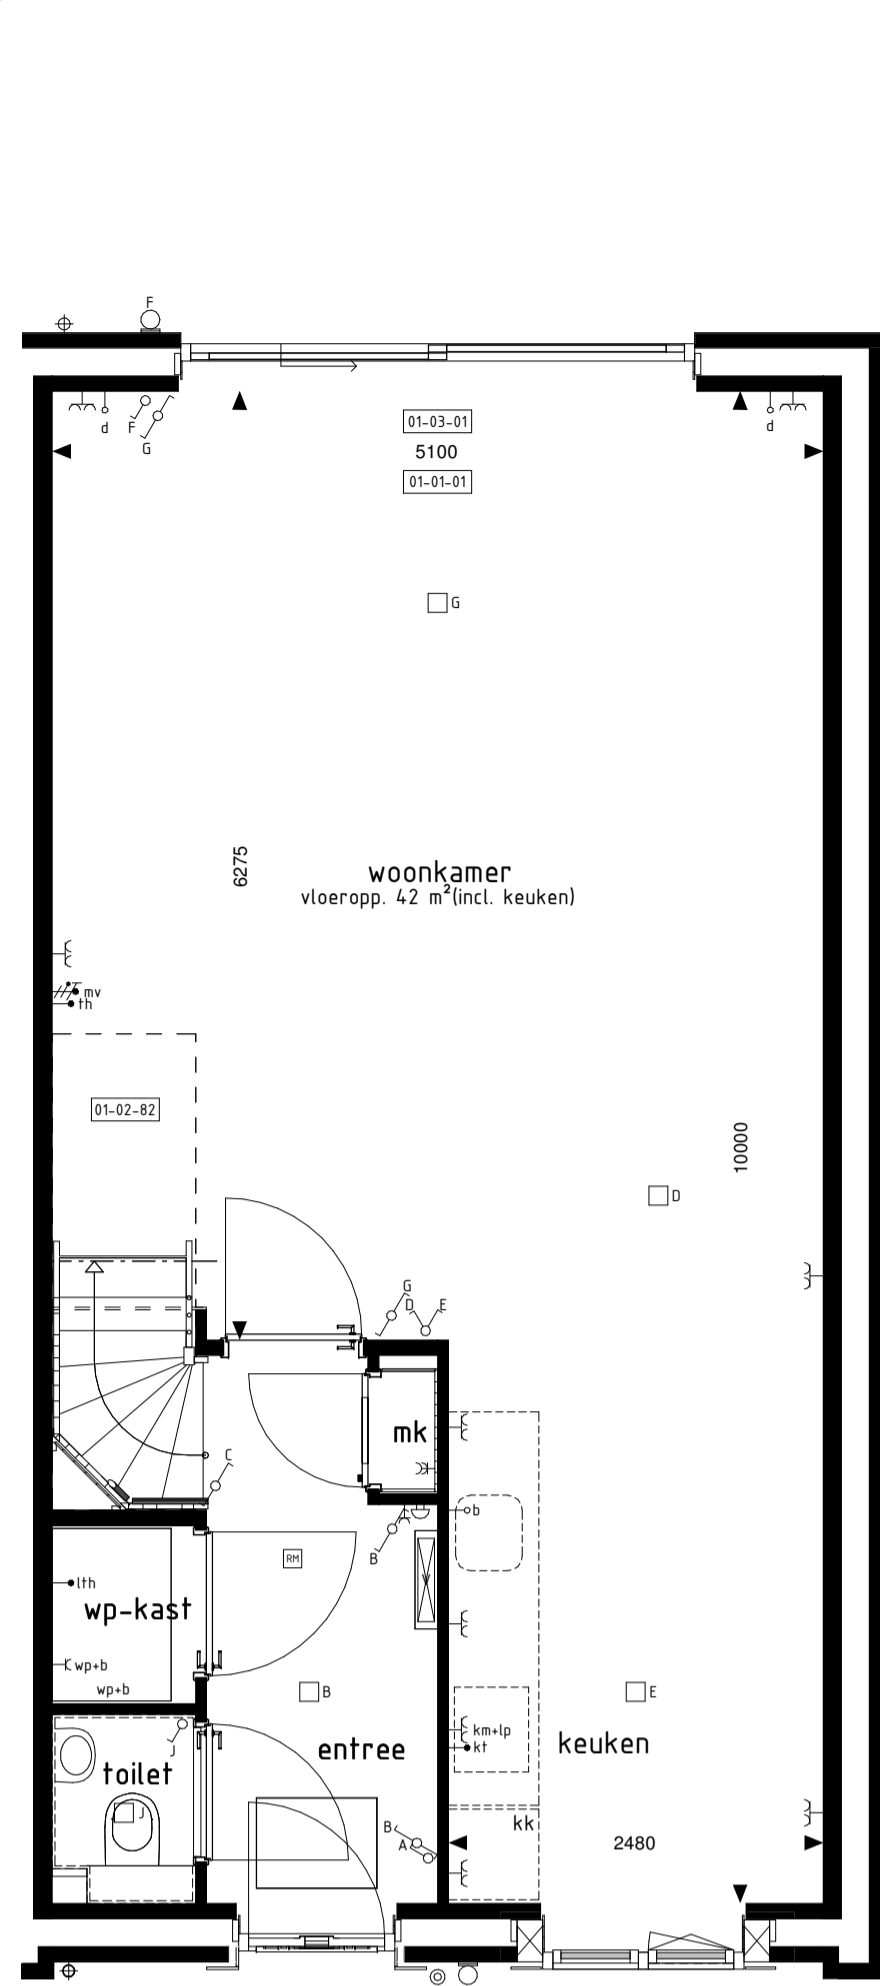 F
d
F
G
d
01-03-01
5100
01-01-01
G
6275
woonkamer
vloeropp. 42 m²(incl. keuken)
mv
th
01-02-82
10000
D
G
D
E
mk
C
b
B
RM
lth
wp-kast
wp+b
wp+b
B
E
J
km+lp
kt
keuken
entree
toilet
J
kk
B
A
2480